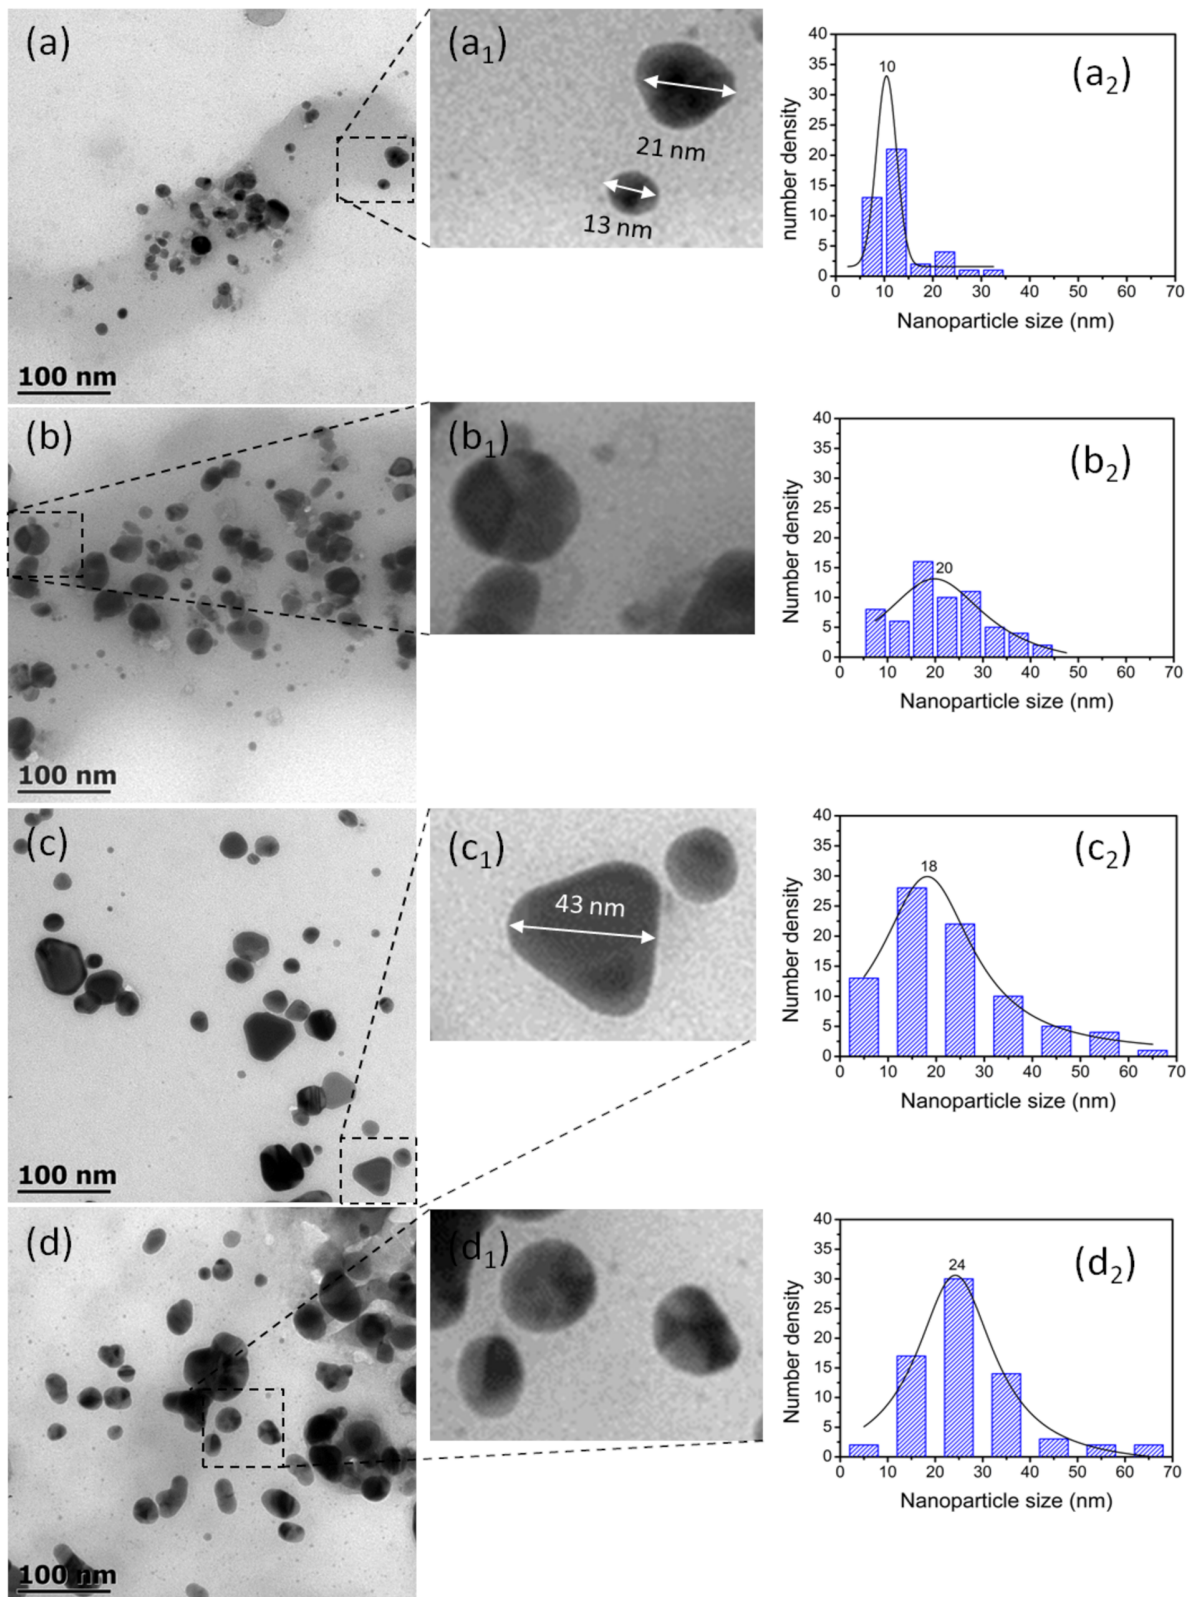 (a)
100 nm
(a1)
21 nm
13 nm
(a2)
10
number density
40
35
30
25
20
15
10
5
0
0 10 20 30 40 50 60 70
Nanoparticle size (nm)
(b)
100 nm
(b1)
(b2)
20
Number density
40
35
30
25
20
15
10
5
0
0 10 20 30 40 50 60 70
Nanoparticle size (nm)
(c)
100 nm
(c1)
43 nm
(c2)
18
Number density
40
35
30
25
20
15
10
5
0
0 10 20 30 40 50 60 70
Nanoparticle size (nm)
(d)
100 nm
(d1)
(d2)
24
Number density
40
35
30
25
20
15
10
5
0
0 10 20 30 40 50 60 70
Nanoparticle size (nm)